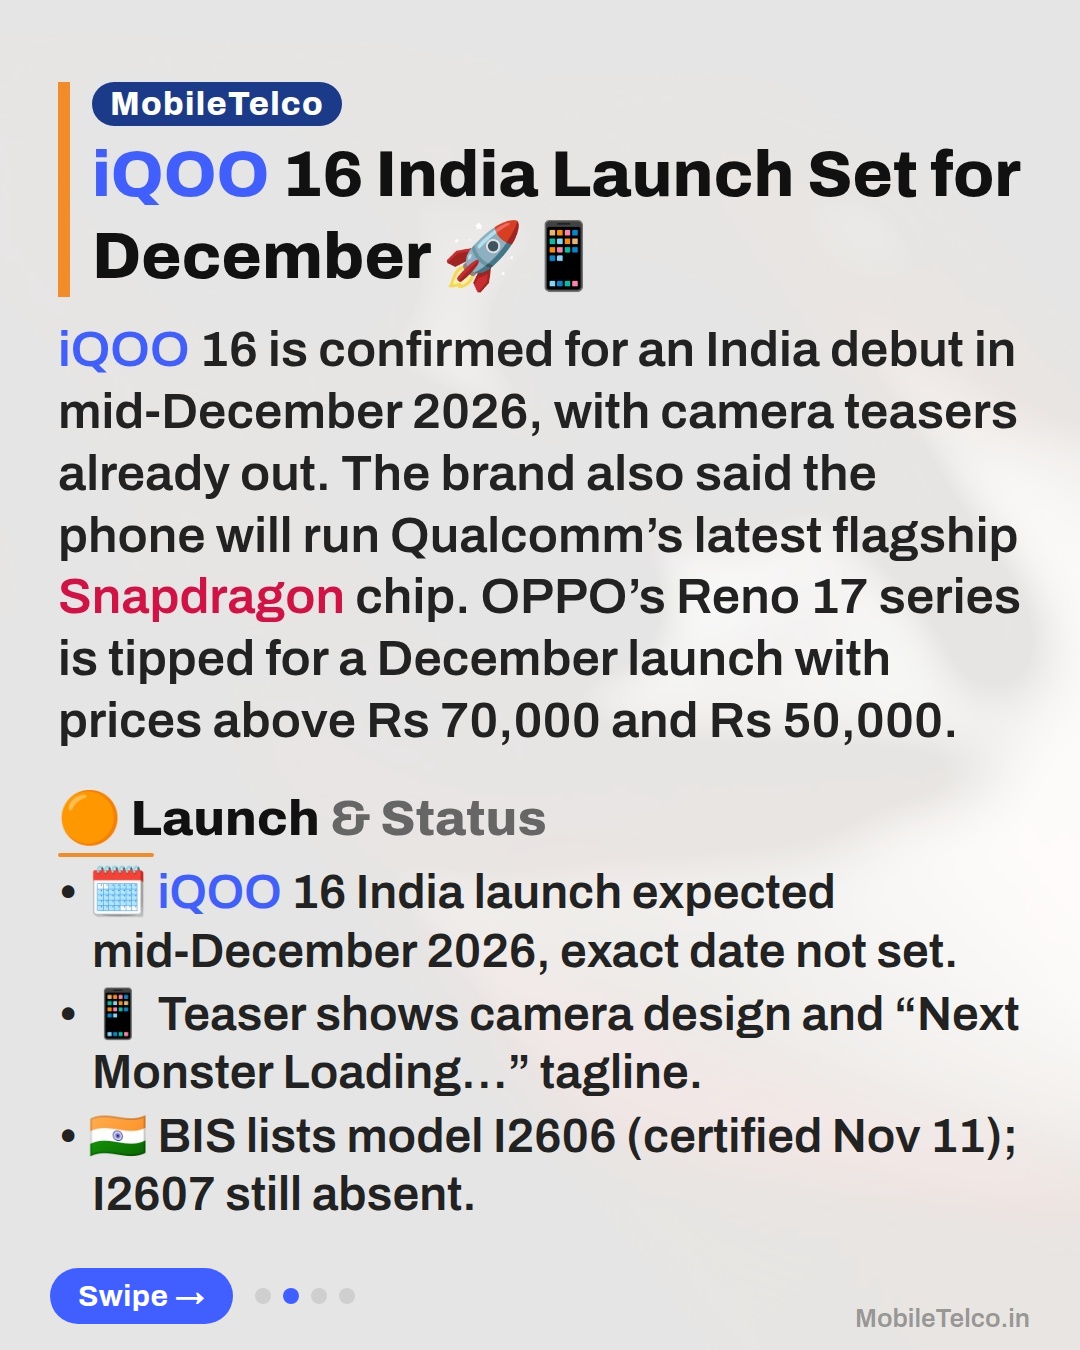 MobileTelco
iQOO 16 India Launch Set for
December 🚀 📱
iQOO 16 is confirmed for an India debut in
mid-December 2026, with camera teasers
already out. The brand also said the
phone will run Qualcomm’s latest flagship
Snapdragon chip. OPPO’s Reno 17 series
is tipped for a December launch with
prices above Rs 70,000 and Rs 50,000.
🟠 Launch & Status
• 🗓️ iQOO 16 India launch expected
mid-December 2026, exact date not set.
• 📱 Teaser shows camera design and “Next
Monster Loading…” tagline.
• 🇮🇳 BIS lists model I2606 (certified Nov 11);
I2607 still absent.
Swipe →
MobileTelco.in